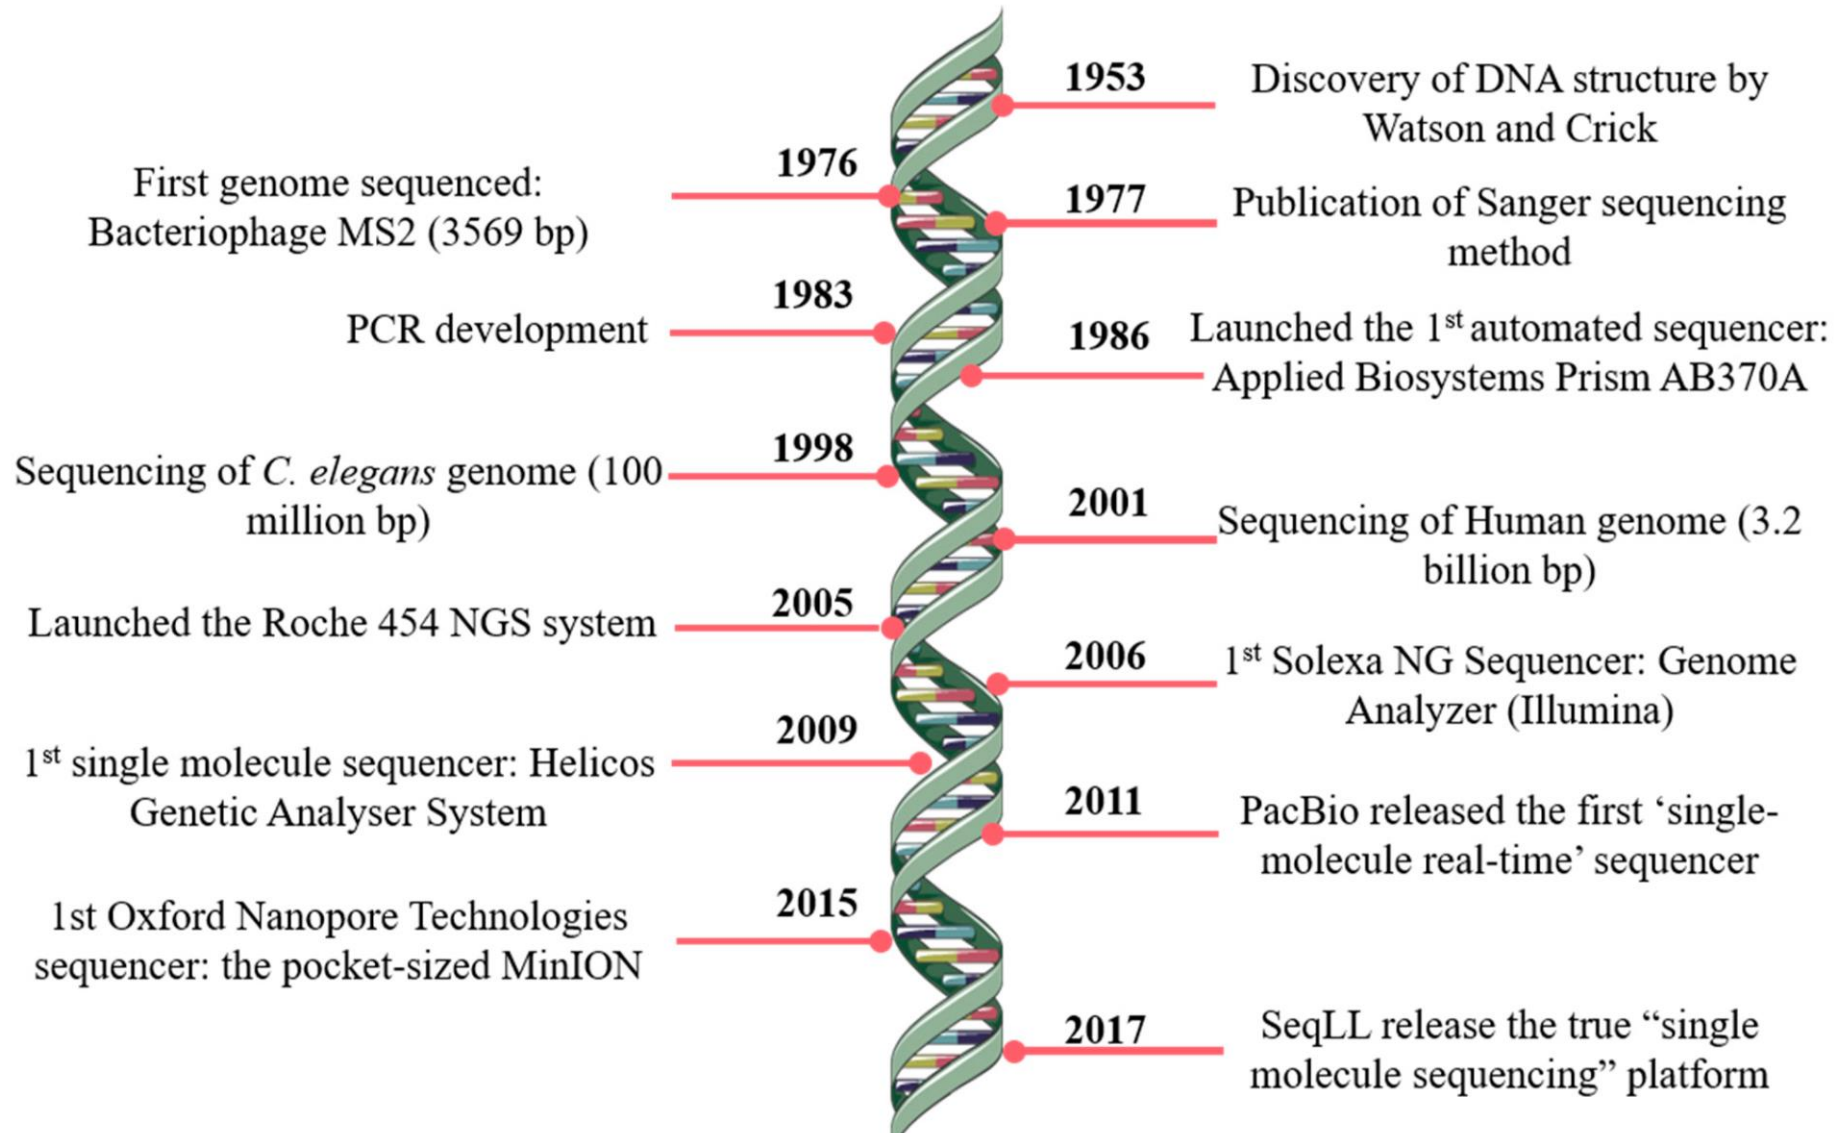 1953
Discovery of DNA structure by
Watson and Crick
1976
First genome sequenced:
Bacteriophage MS2 (3569 bp)
1977
Publication of Sanger sequencing
method
1983
PCR development
1986
Launched the 1st automated sequencer:
Applied Biosystems Prism AB370A
1998
Sequencing of C. elegans genome (100
million bp)
2001
Sequencing of Human genome (3.2
billion bp)
2005
Launched the Roche 454 NGS system
2006
1st Solexa NG Sequencer: Genome
Analyzer (Illumina)
2009
1st single molecule sequencer: Helicos
Genetic Analyser System
2011
PacBio released the first ‘single-
molecule real-time’ sequencer
2015
1st Oxford Nanopore Technologies
sequencer: the pocket-sized MinION
2017
SeqLL release the true “single
molecule sequencing” platform